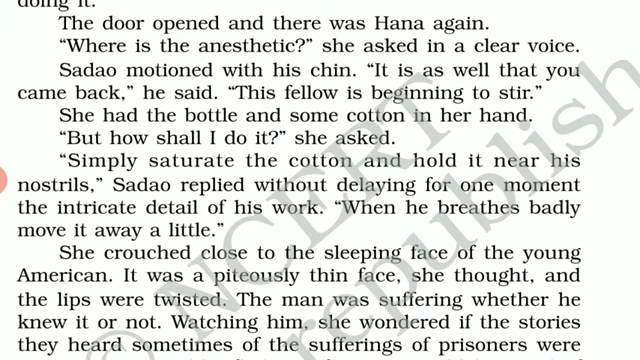 doing it.
The door opened and there was Hana again.
“Where is the anesthetic?” she asked in a clear voice.
Sadao motioned with his chin. “It is as well that you
came back,” he said. “This fellow is beginning to stir.”
She had the bottle and some cotton in her hand.
“But how shall I do it?” she asked.
“Simply saturate the cotton and hold it near his
nostrils,” Sadao replied without delaying for one moment
the intricate detail of his work. “When he breathes badly
move it away a little.”
She crouched close to the sleeping face of the young
American. It was a piteously thin face, she thought, and
the lips were twisted. The man was suffering whether he
knew it or not. Watching him, she wondered if the stories
they heard sometimes of the sufferings of prisoners were
© NCERT
republish